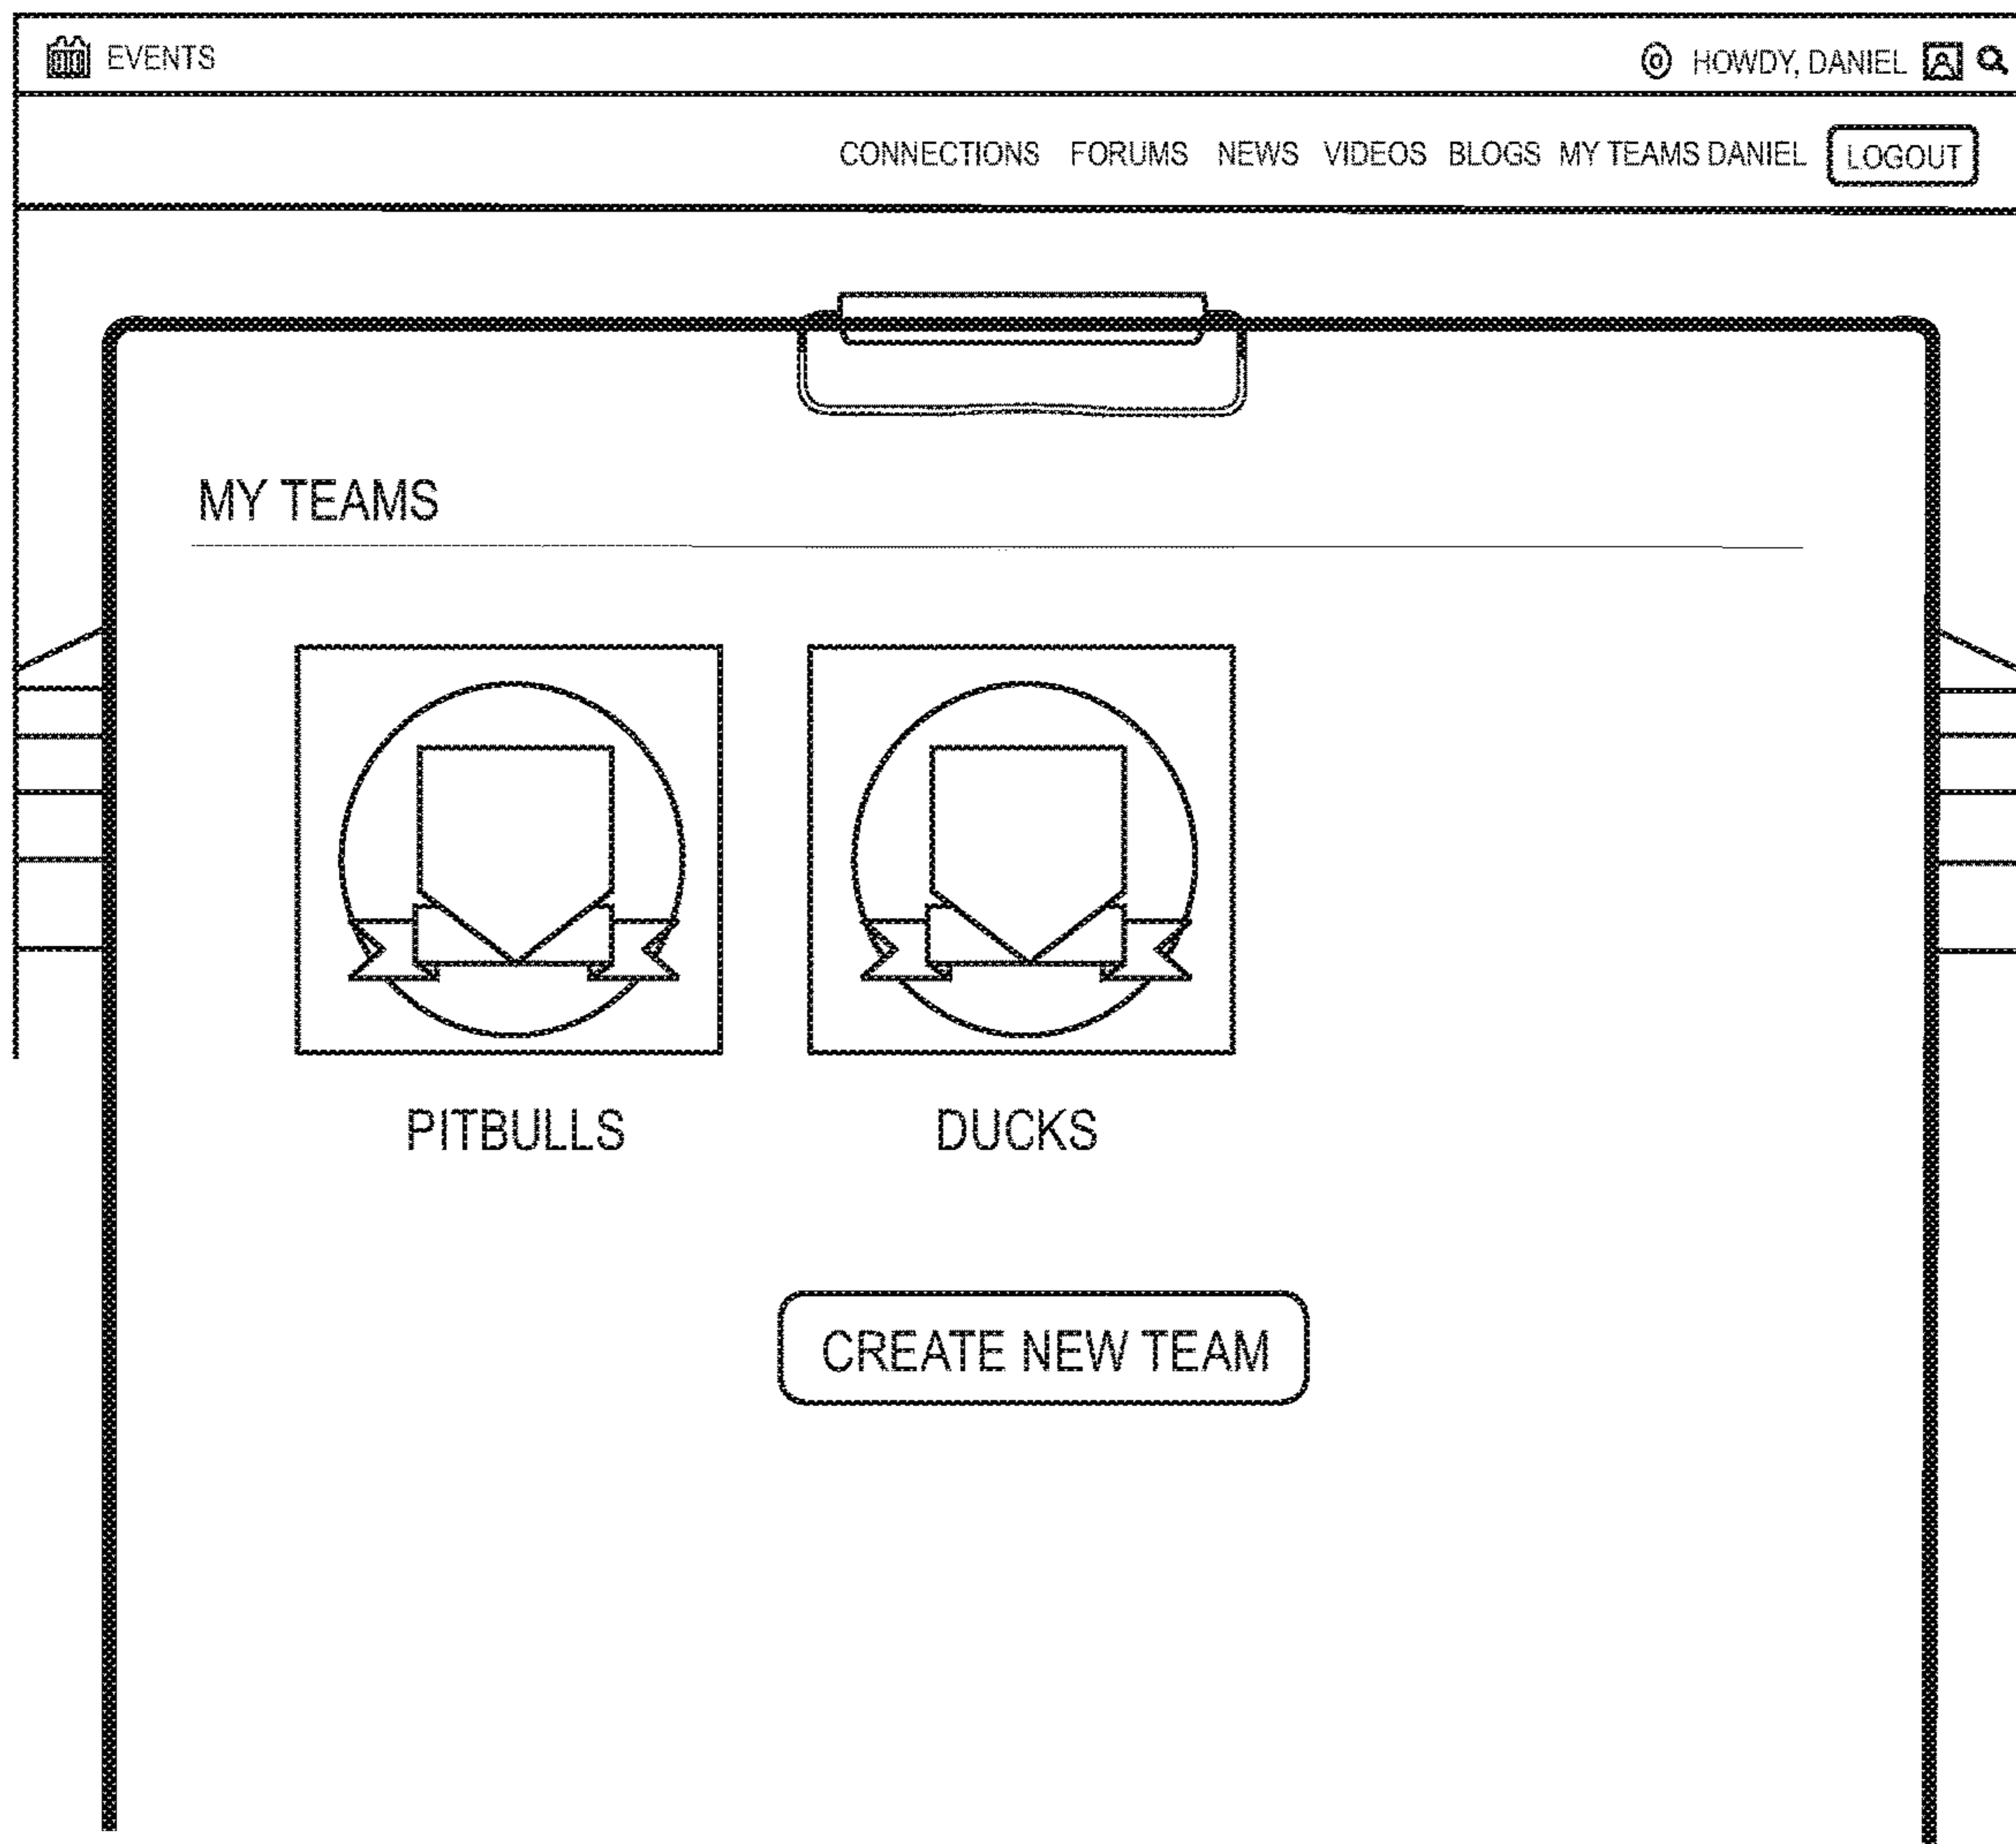 EVENTS HOWDY, DANIEL
CONNECTIONS FORUMS NEWS VIDEOS BLOGS MY TEAMS DANIEL LOGOUT
MY TEAMS
PITBULLS DUCKS
CREATE NEW TEAM